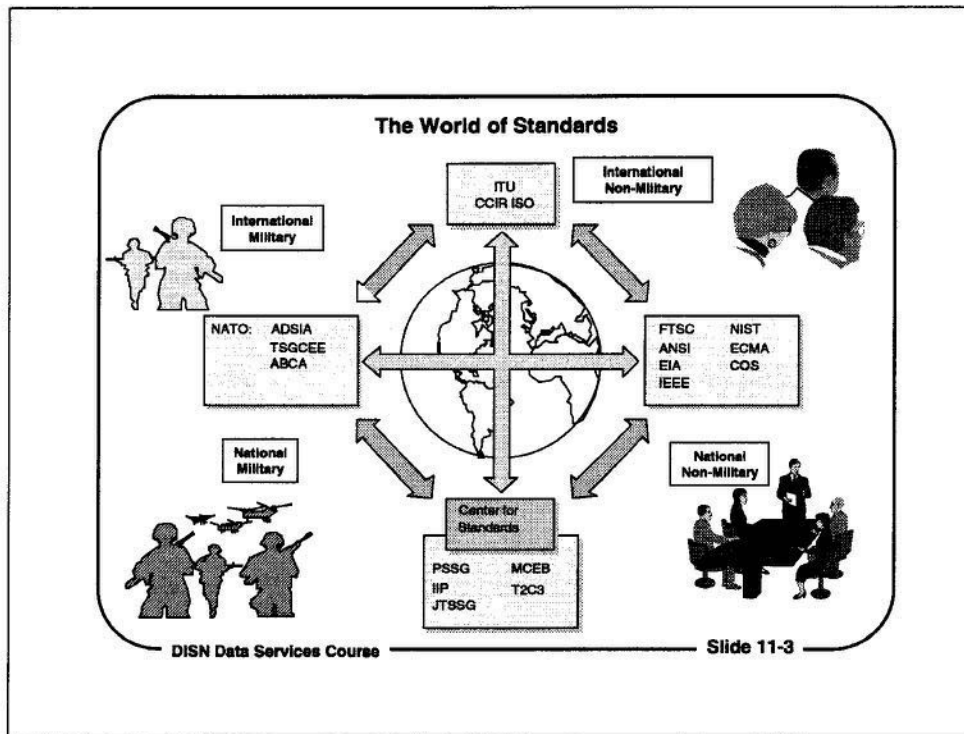 The World of Standards
International
Military
ITU
CCIR ISO
International
Non-Military
NATO: ADSIA
TSGCEE
ABCA
FTSC NIST
ANSI ECMA
EIA COS
IEEE
National
Military
National
Non-Military
Center for
Standards
PSSG MCEB
IIP T2C3
JTSSG
DISN Data Services Course
Slide 11-3